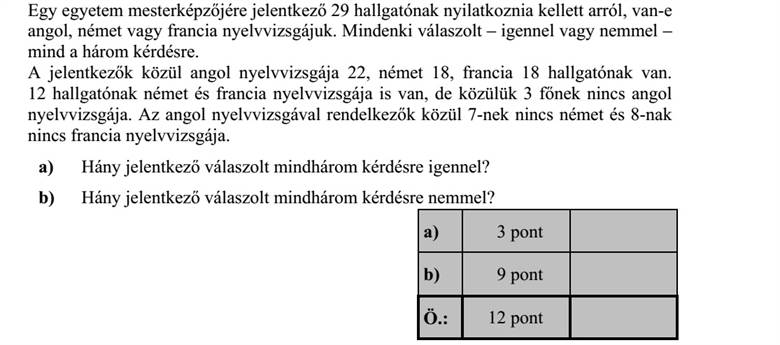 Egy egyetem mesterképzőjére jelentkező 29 hallgatónak nyilatkoznia kellett arról, van-e
angol, német vagy francia nyelvvizsgájuk. Mindenki válaszolt – igennel vagy nemmel –
mind a három kérdésre.
A jelentkezők közül angol nyelvvizsgája 22, német 18, francia 18 hallgatónak van.
12 hallgatónak német és francia nyelvvizsgája is van, de közülük 3 főnek nincs angol
nyelvvizsgája. Az angol nyelvvizsgával rendelkezők közül 7-nek nincs német és 8-nak
nincs francia nyelvvizsgája.
a) Hány jelentkező válaszolt mindhárom kérdésre igennel?
b) Hány jelentkező válaszolt mindhárom kérdésre nemmel?
a) 3 pont
b) 9 pont
Ö.: 12 pont